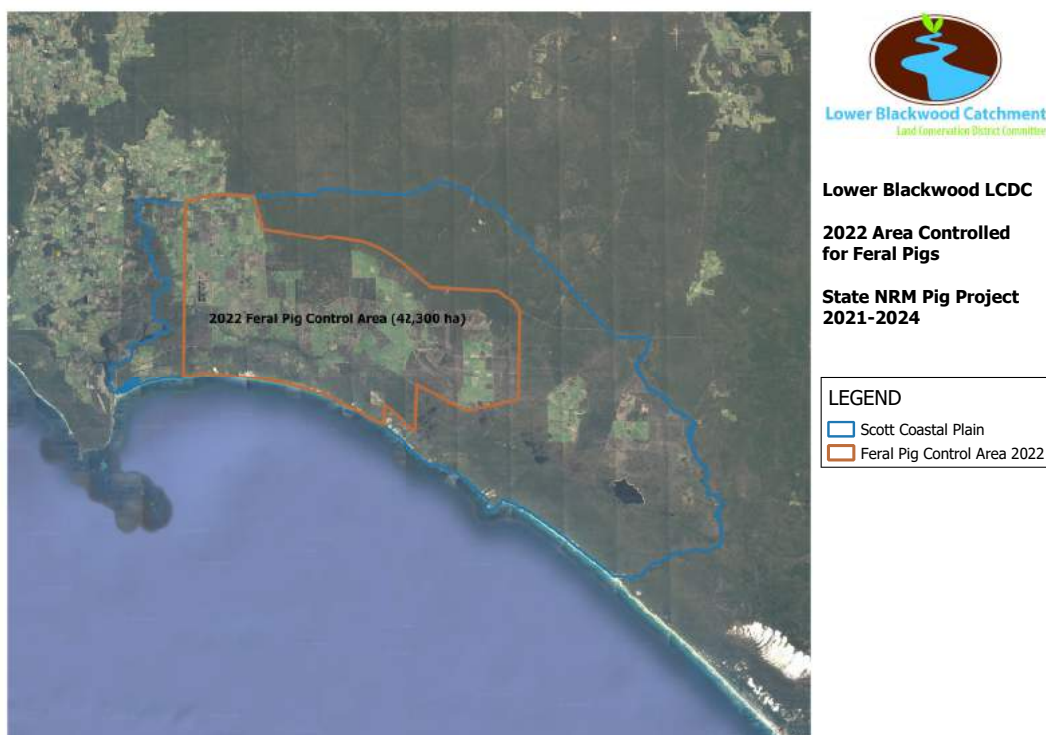 Lower Blackwood Catchment
Land Conservation District Committee
Lower Blackwood LCDC
2022 Area Controlled
for Feral Pigs
State NRM Pig Project
2021-2024
2022 Feral Pig Control Area (42,300 ha)
LEGEND
Scott Coastal Plain
Feral Pig Control Area 2022